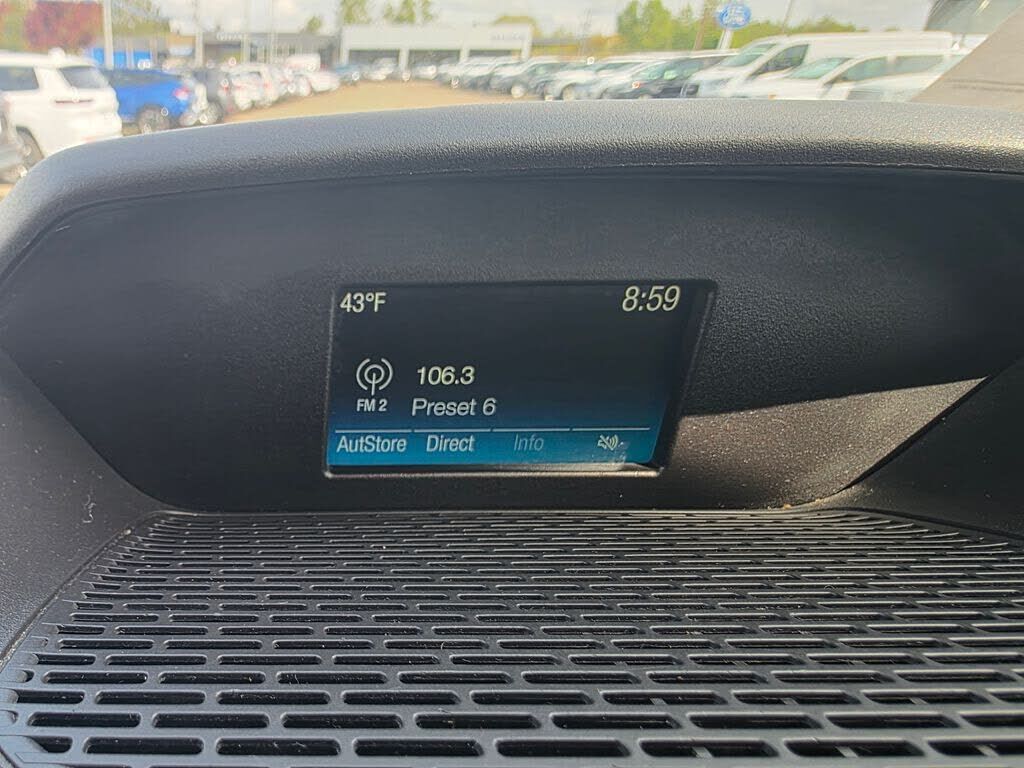 43°F 8:59
106.3
FM 2 Preset 6
AutStore Direct Info